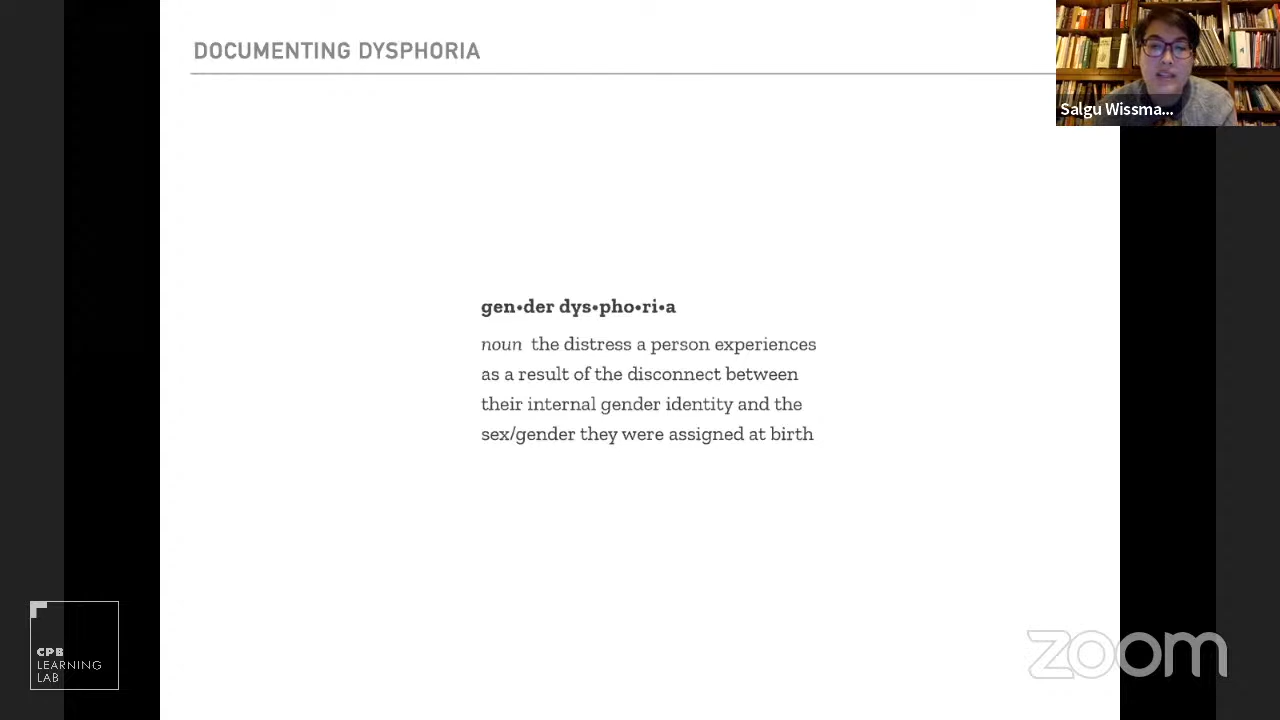 DOCUMENTING DYSPHORIA
Salgu Wissma...
gen•der dys•pho•ri•a
noun the distress a person experiences
as a result of the disconnect between
their internal gender identity and the
sex/gender they were assigned at birth
CPB
LEARNING
LAB
zoom